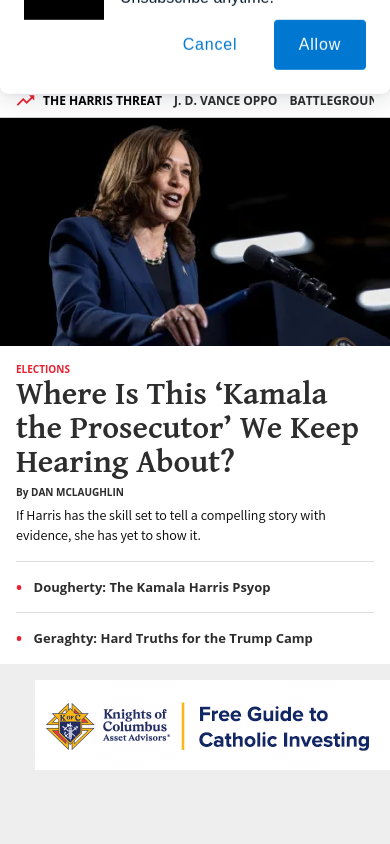 Unsubscribe anytime.
Cancel
Allow
THE HARRIS THREAT J. D. VANCE OPPO
ELECTIONS
Where Is This ‘Kamala
the Prosecutor’ We Keep
Hearing About?
By DAN MCLAUGHLIN
If Harris has the skill set to tell a compelling story with
evidence, she has yet to show it.
Dougherty: The Kamala Harris Psyop
Geraghty: Hard Truths for the Trump Camp
K of C
Knights of
Columbus
Asset Advisors®
Free Guide to
Catholic Investing